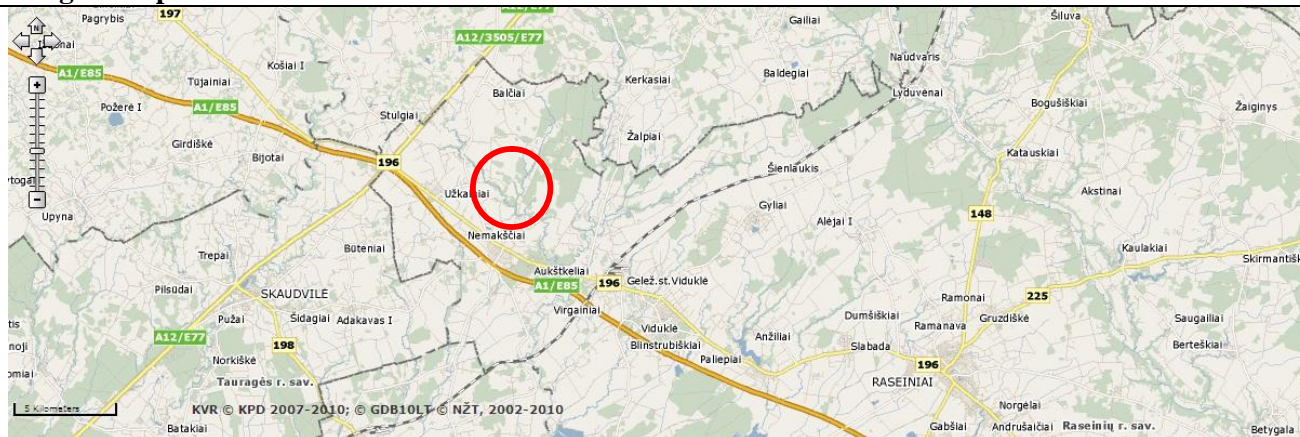 Pagrybis
197
Gailiai
Šiluva
N
A12/3505/E77
Naudvaris
Košiai I
A1/E85
Tūjainiai
Kerkasiai
Baldegiai
Lyduvėnai
Balčiai
Požerė I
A1/E85
Bogušiškiai
Žaiginys
Stulgiai
Žalpiai
Girdiškė
Bijotai
196
Katauskiai
Šienlaukis
Akstinai
Upyna
Gyliai
148
Alėjai I
Nemakščiai
Trepai
Būteniai
Kaulakiai
Skirmantišk
Aukštkeliai
196
Gelež.st.Viduklė
A1/E85
Pilsūdai
SKAUDVILĖ
Ramonai
225
Virgainiai
Pužai
Šidagiai
Adakavas I
Dumšiškiai
Gruzdiškė
Saugailiai
Ramanava
A12/E77
Viduklė
Anžiliai
198
Blinstrubiškiai
Slabada
Berteškiai
Norkiškė
Paliepiai
196
Tauragės r. sav.
RASEINIAI
5 Kilometers
KVR © KPD 2007-2010; © GDB10LT © NŽT, 2002-2010
Norgėlai
Batakiai
Gabšiai
Andrušaičiai
Raseinių r. sav.
Betygala